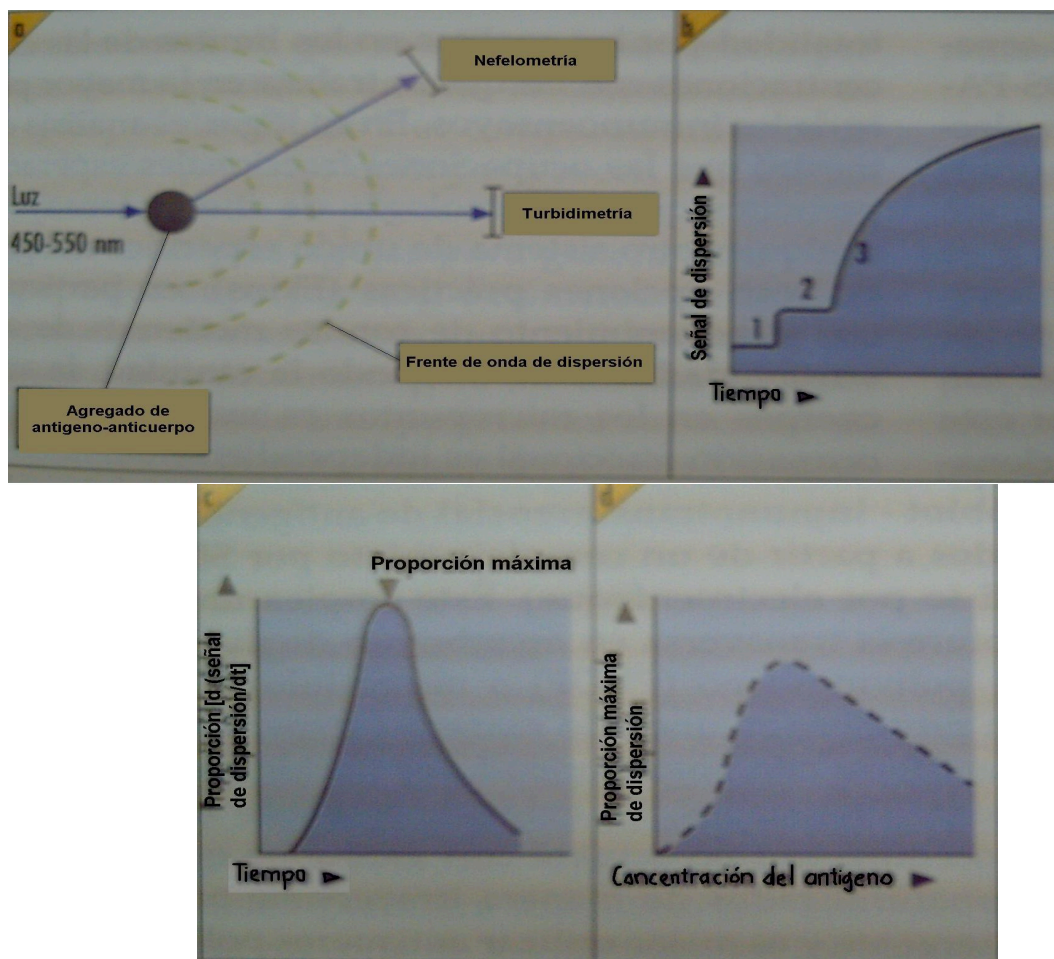 a
Nefelometría
Luz
450-550 nm
Turbidimetría
Frente de onda de dispersión
Agregado de
antigeno-anticuerpo
b
Señal de dispersión
1
2
3
Tiempo
c
Proporción máxima
Proporción [d (señal
de dispersión/dt]
Tiempo
d
Proporción máxima
de dispersión
Concentración del antigeno